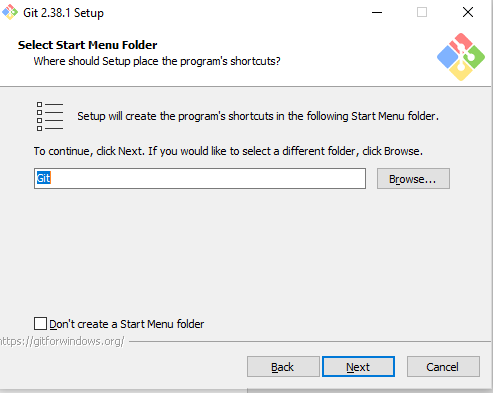 Git 2.38.1 Setup
Select Start Menu Folder
Where should Setup place the program's shortcuts?
Setup will create the program's shortcuts in the following Start Menu folder.
To continue, click Next. If you would like to select a different folder, click Browse.
Git
Browse...
Don't create a Start Menu folder
https://gitforwindows.org/
Back
Next
Cancel